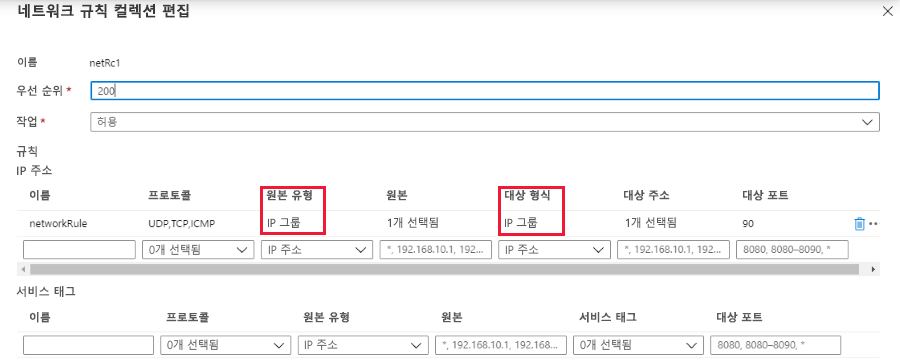 네트워크 규칙 컬렉션 편집
이름 netRc1
우선 순위 * 200
작업 * 허용
규칙
IP 주소
이름 프로토콜 원본 유형 원본 대상 형식 대상 주소 대상 포트
networkRule UDP,TCP,ICMP IP 그룹 1개 선택됨 IP 그룹 1개 선택됨 90
0개 선택됨 IP 주소 *, 192.168.10.1, 192... IP 주소 *, 192.168.10.1, 192... 8080, 8080-8090, *
서비스 태그
이름 프로토콜 원본 유형 원본 서비스 태그 대상 포트
0개 선택됨 IP 주소 *, 192.168.10.1, 192.168... 0개 선택됨 8080, 8080-8090, *